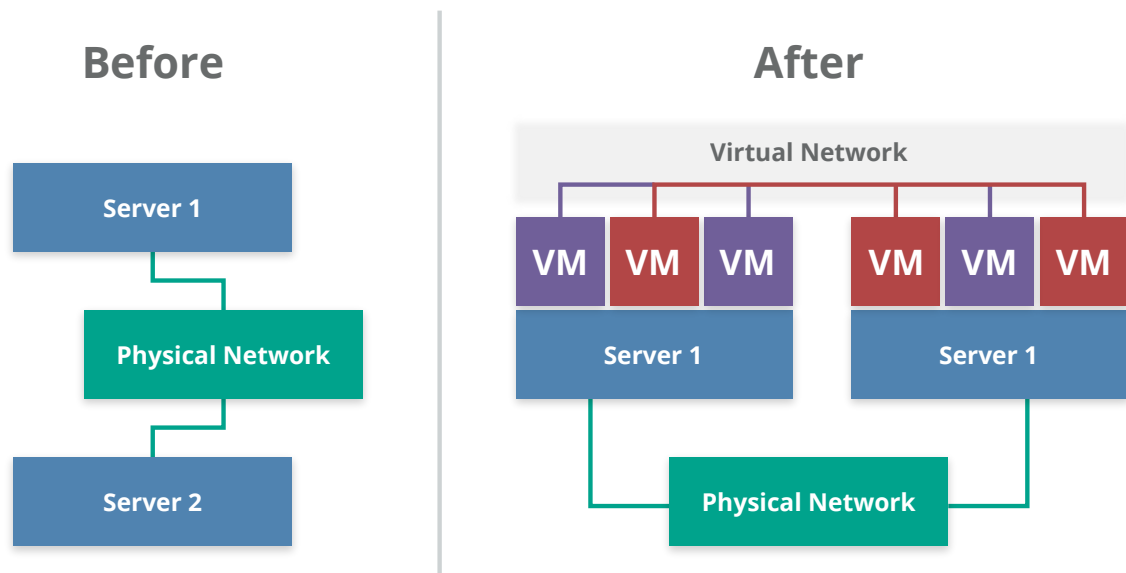 Before
Server 1
Physical Network
Server 2
After
Virtual Network
VM VM VM VM VM VM
Server 1 Server 1
Physical Network